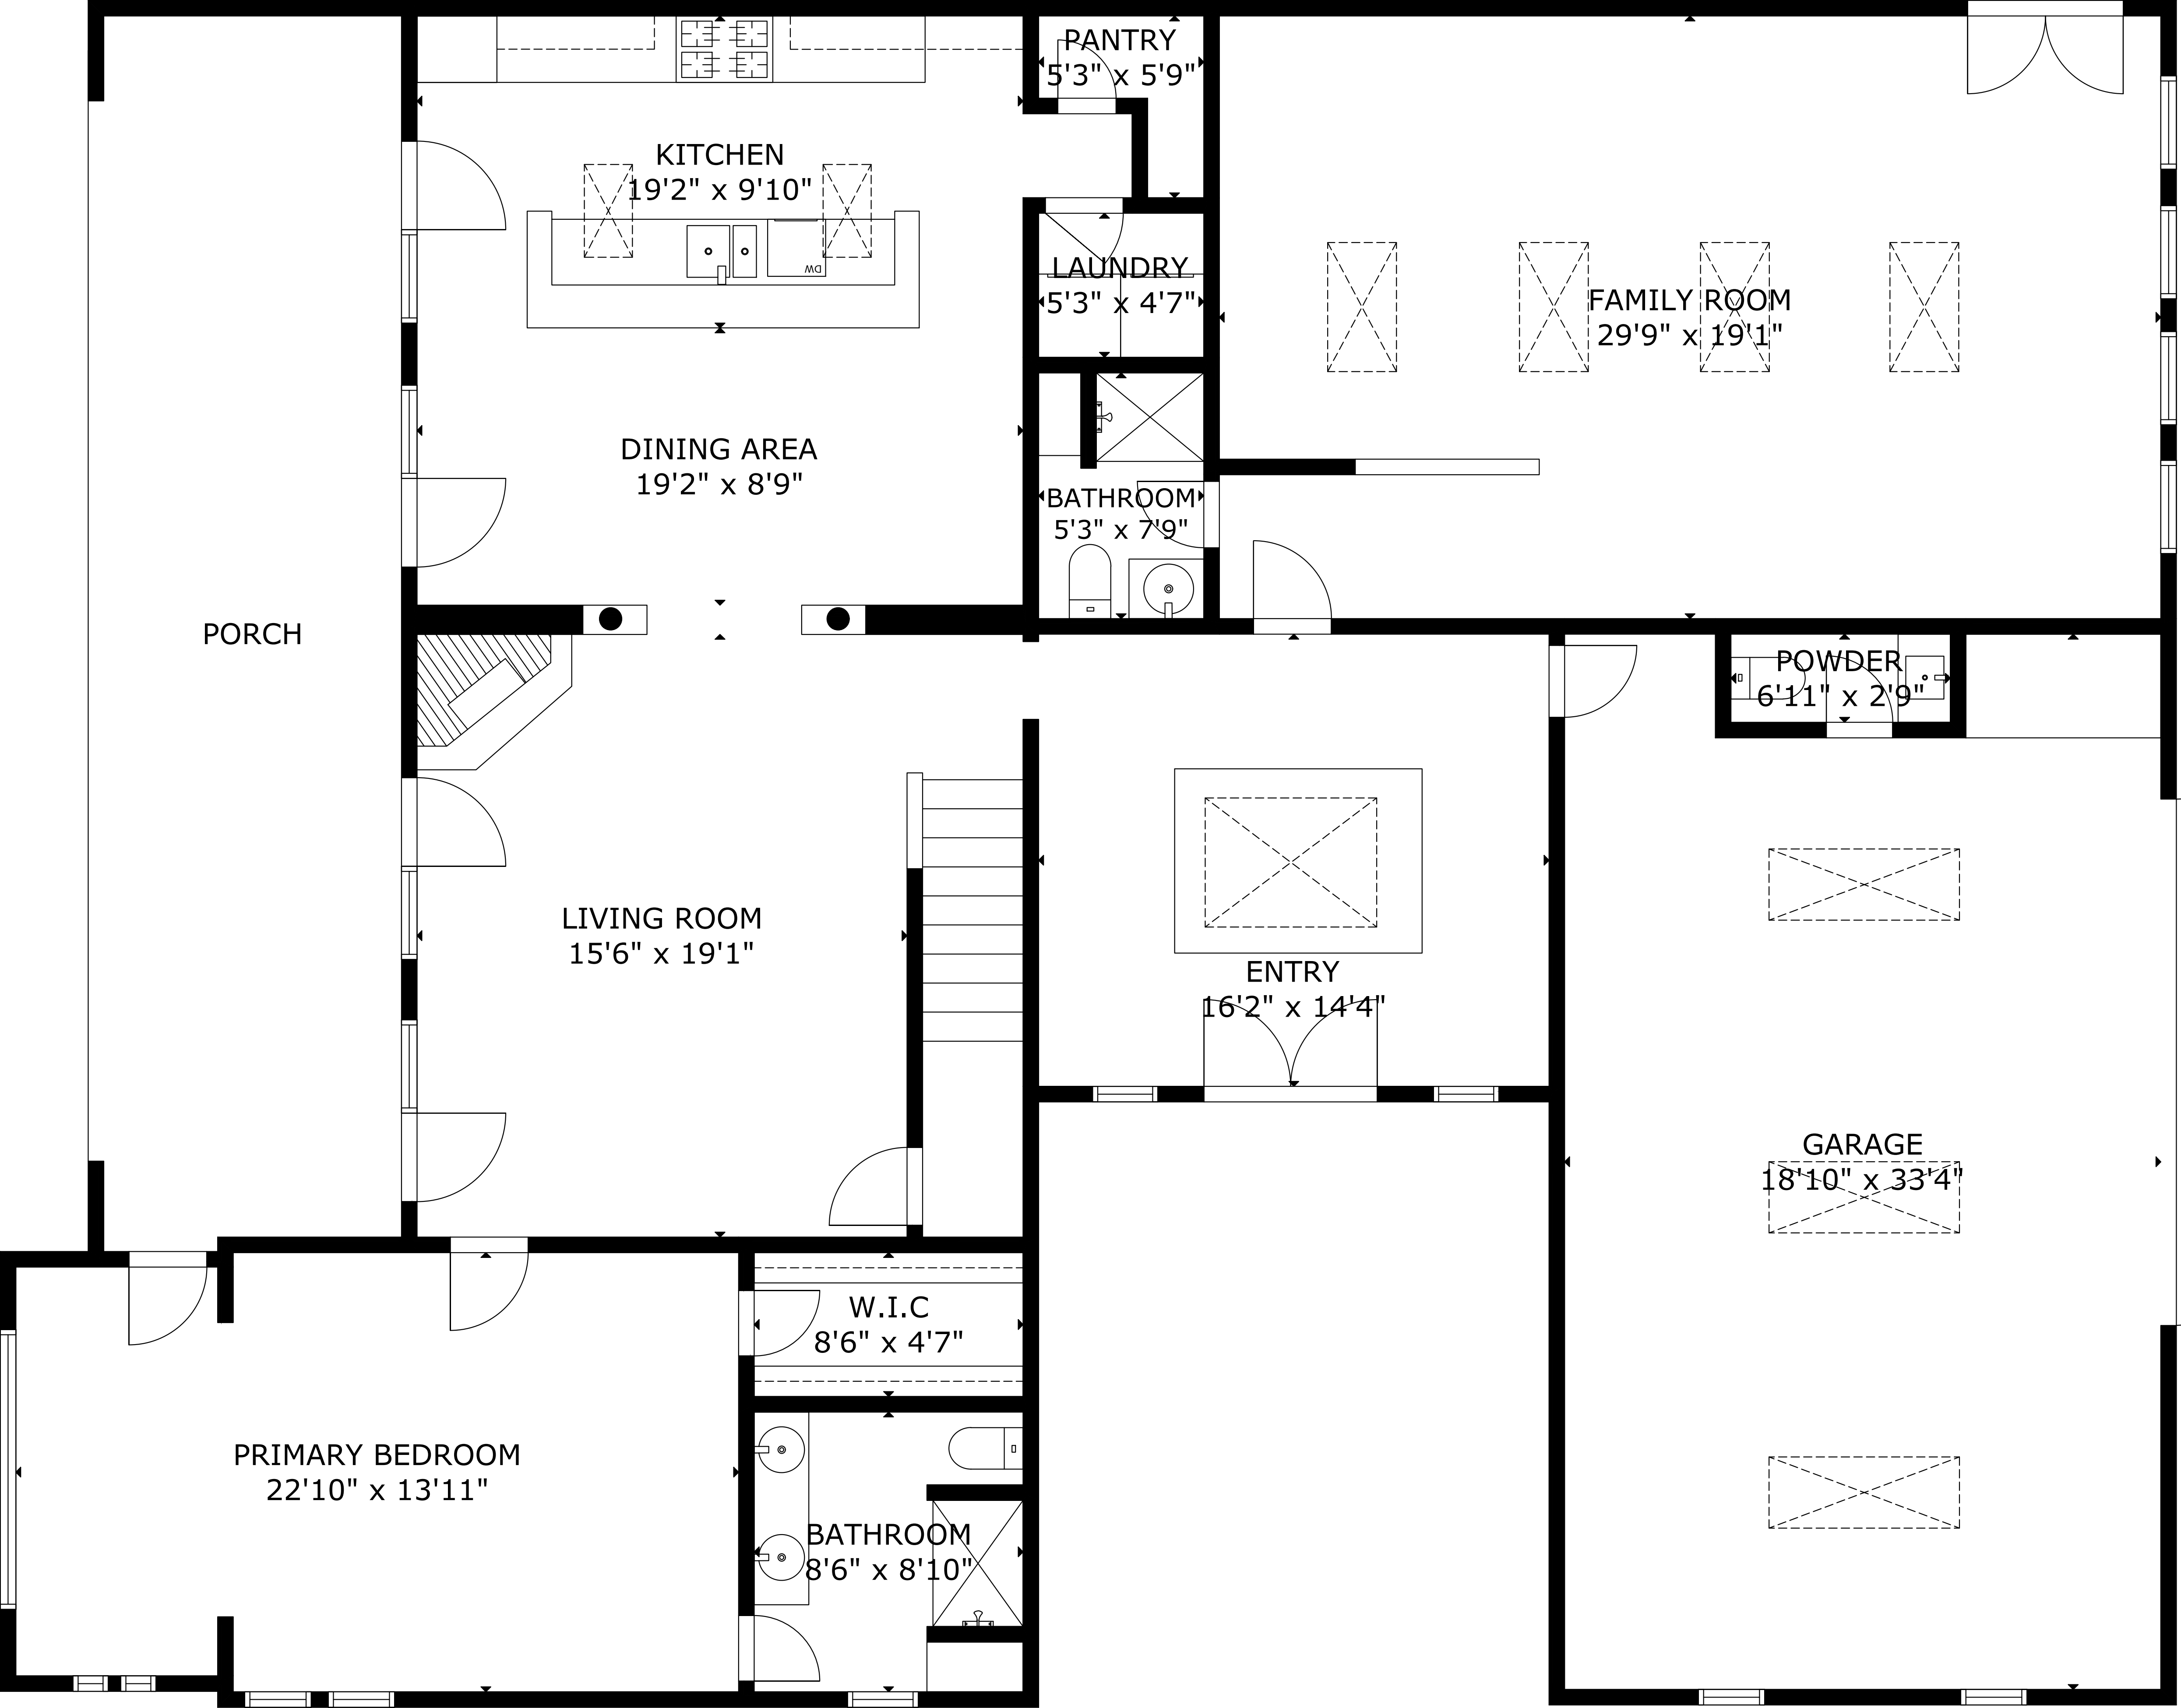 PANTRY
5'3" x 5'9"
KITCHEN
19'2" x 9'10"
DW
LAUNDRY
5'3" x 4'7"
FAMILY ROOM
29'9" x 19'1"
DINING AREA
19'2" x 8'9"
BATHROOM
5'3" x 7'9"
PORCH
POWDER
6'11" x 2'9"
LIVING ROOM
15'6" x 19'1"
ENTRY
16'2" x 14'4"
GARAGE
18'10" x 33'4"
W.I.C
8'6" x 4'7"
PRIMARY BEDROOM
22'10" x 13'11"
BATHROOM
8'6" x 8'10"